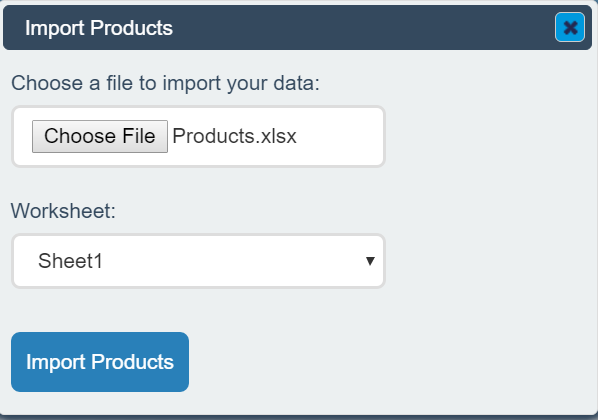 Import Products
Choose a file to import your data:
Choose File Products.xlsx
Worksheet:
Sheet1
Import Products